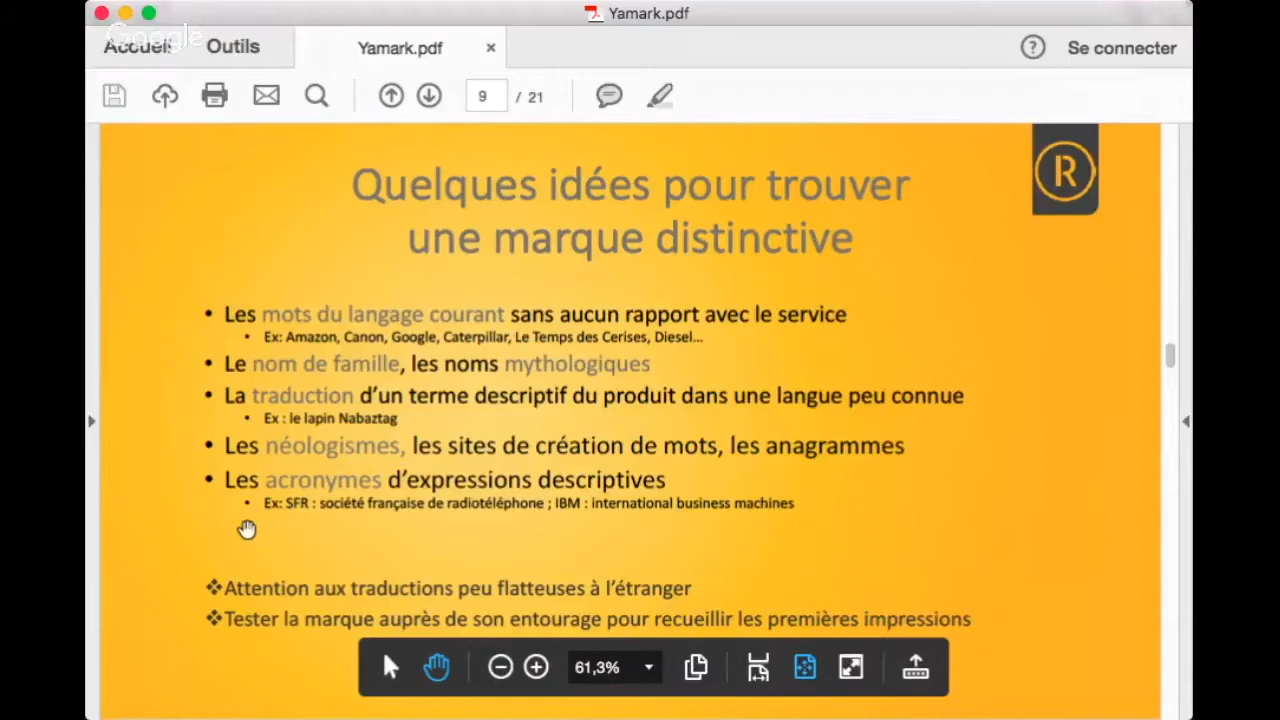 Yamark.pdf
Google
Accueil Outils Yamark.pdf × ? Se connecter
9 / 21
R
Quelques idées pour trouver
une marque distinctive
• Les mots du langage courant sans aucun rapport avec le service
• Ex: Amazon, Canon, Google, Caterpillar, Le Temps des Cerises, Diesel...
• Le nom de famille, les noms mythologiques
• La traduction d'un terme descriptif du produit dans une langue peu connue
• Ex : le lapin Nabaztag
• Les néologismes, les sites de création de mots, les anagrammes
• Les acronymes d'expressions descriptives
• Ex: SFR : société française de radiotéléphone ; IBM : international business machines
❖Attention aux traductions peu flatteuses à l'étranger
❖Tester la marque auprès de son entourage pour recueillir les premières impressions
61,3%